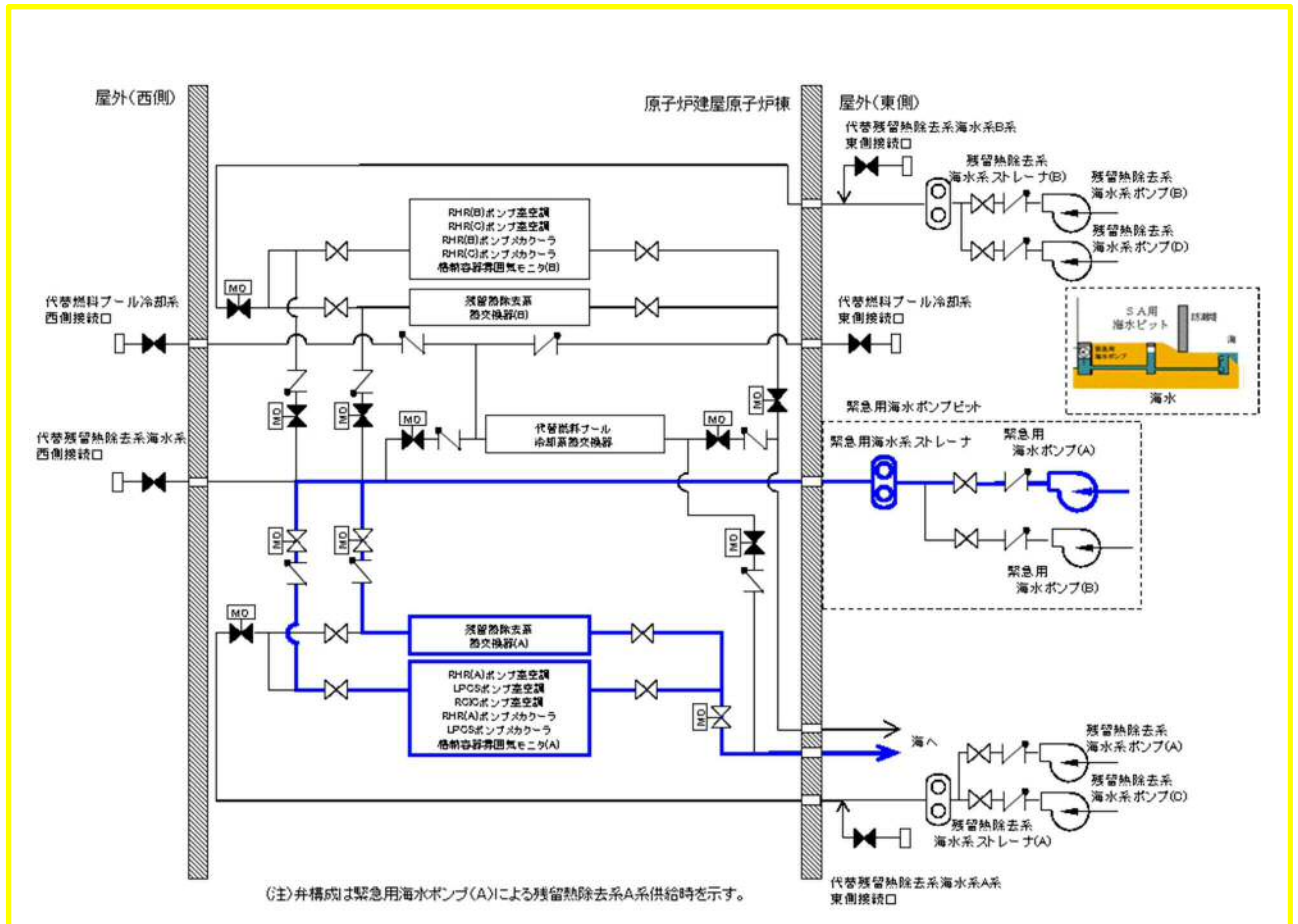 屋外(西側)
原子炉建屋原子炉棟
屋外(東側)
代替残留熱除去系海水系B系
東側接続口
残留熱除去系
海水系ストレーナ(B)
残留熱除去系
海水系ポンプ(B)
残留熱除去系
海水系ポンプ(D)
RHR(B)ポンプ室空調
RHR(C)ポンプ室空調
RHR(B)ポンプメカクーラ
RHR(C)ポンプメカクーラ
格納容器雰囲気モニタ(B)
MO
残留熱除去系
熱交換器(B)
代替燃料プール冷却系
西側接続口
代替燃料プール冷却系
東側接続口
SA用
海水ピット
防潮堤
海
緊急用
海水ポンプ
海水
MO
MO
MO
MO
MO
代替燃料プール
冷却系熱交換器
代替残留熱除去系海水系
西側接続口
緊急用海水ポンプピット
緊急用海水系ストレーナ
緊急用
海水ポンプ(A)
緊急用
海水ポンプ(B)
MO
MO
MO
MO
残留熱除去系
熱交換器(A)
RHR(A)ポンプ室空調
LPCSポンプ室空調
RCICポンプ室空調
RHR(A)ポンプメカクーラ
LPCSポンプメカクーラ
格納容器雰囲気モニタ(A)
MO
海へ
残留熱除去系
海水系ポンプ(A)
残留熱除去系
海水系ポンプ(C)
残留熱除去系
海水系ストレーナ(A)
代替残留熱除去系海水系A系
東側接続口
(注)弁構成は緊急用海水ポンプ(A)による残留熱除去系A系供給時を示す。